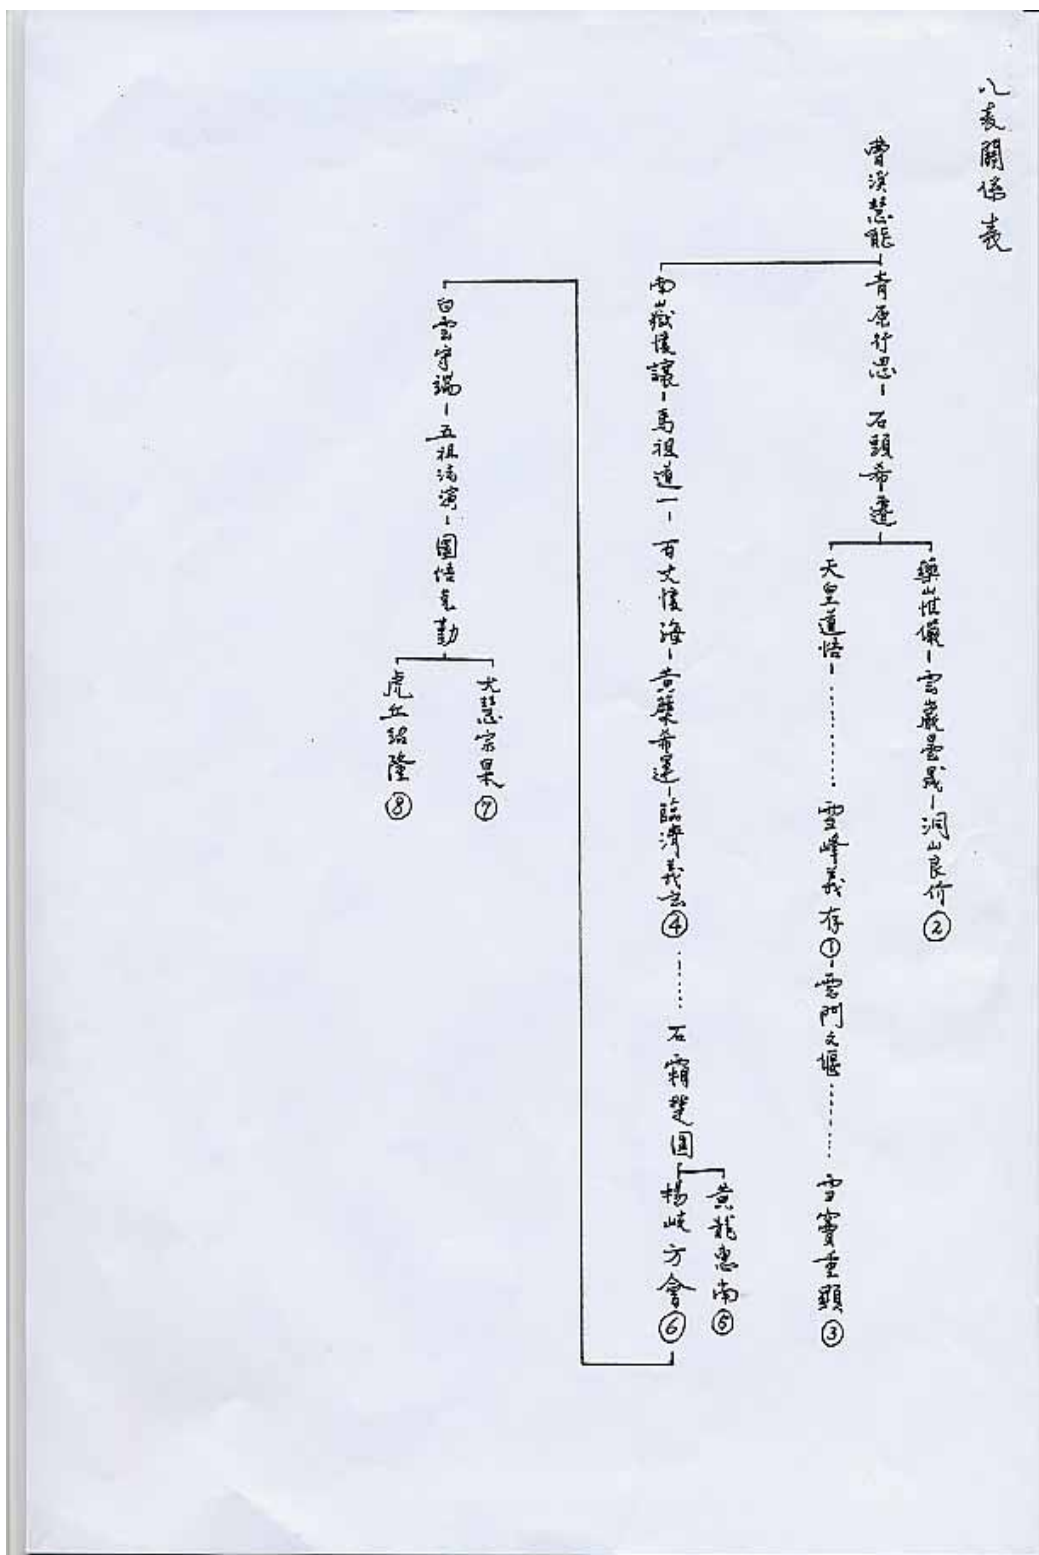 八表關係表
曹溪慧能
青原行思-石頭希遷
藥山惟儼-雲巖曇晟-洞山良价②
天皇道悟-………雪峰義存①-雲門文偃………雪竇重顯③
南嶽懷讓-馬祖道一-百丈懷海-黃蘗希運-臨濟義玄④………石霜楚圓
黃龍惠南⑤
楊岐方會⑥
白雲守端-五祖法演-圜悟克勤
大慧宗杲⑦
虎丘紹隆⑧